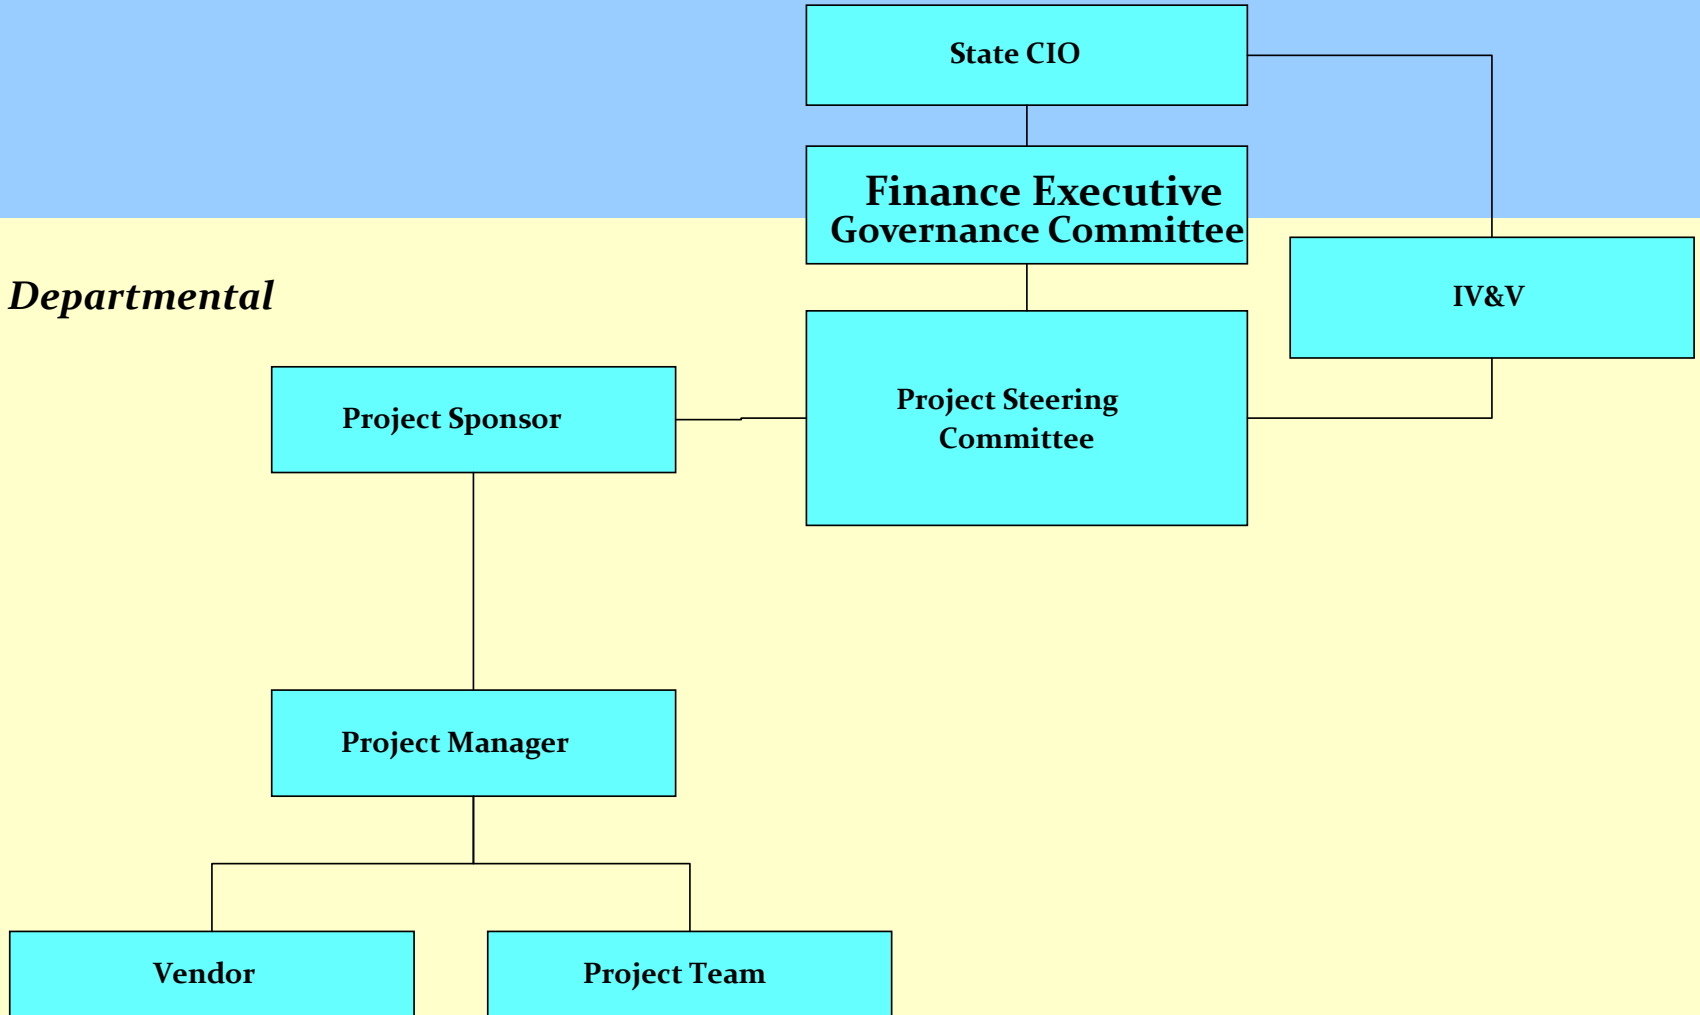 State CIO
Finance Executive
Governance Committee
Departmental
IV&V
Project Sponsor
Project Steering
Committee
Project Manager
Vendor
Project Team